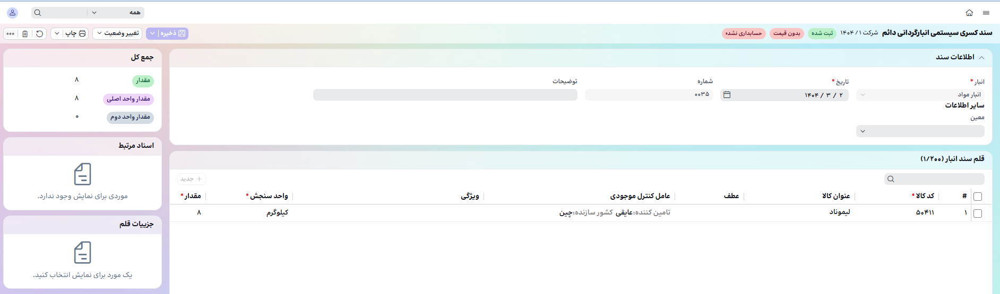 همه
سند کسری سیستمی انبارگردانی دائم شرکت ۱ / ۱۴۰۴ ثبت شده بدون قیمت حسابداری نشده
ذخیره تغییر وضعیت چاپ
اطلاعات سند
انبار * تاریخ * شماره توضیحات
انبار مواد ۱۴۰۴ / ۳ / ۲ ۰۰۳۵
سایر اطلاعات
معین
قلم سند انبار (۱/۲۰۰)
+ جدید
# کد کالا * عنوان کالا عطف عامل کنترل موجودی ویژگی واحد سنجش * مقدار *
۱ ۵۰۴۱۱ لیموناد تامین کننده:عایقی کشور سازنده:چین کیلوگرم ۸
جمع کل
مقدار ۸
مقدار واحد اصلی ۸
مقدار واحد دوم ۰
اسناد مرتبط
موردی برای نمایش وجود ندارد.
جزییات قلم
یک مورد برای نمایش انتخاب کنید.